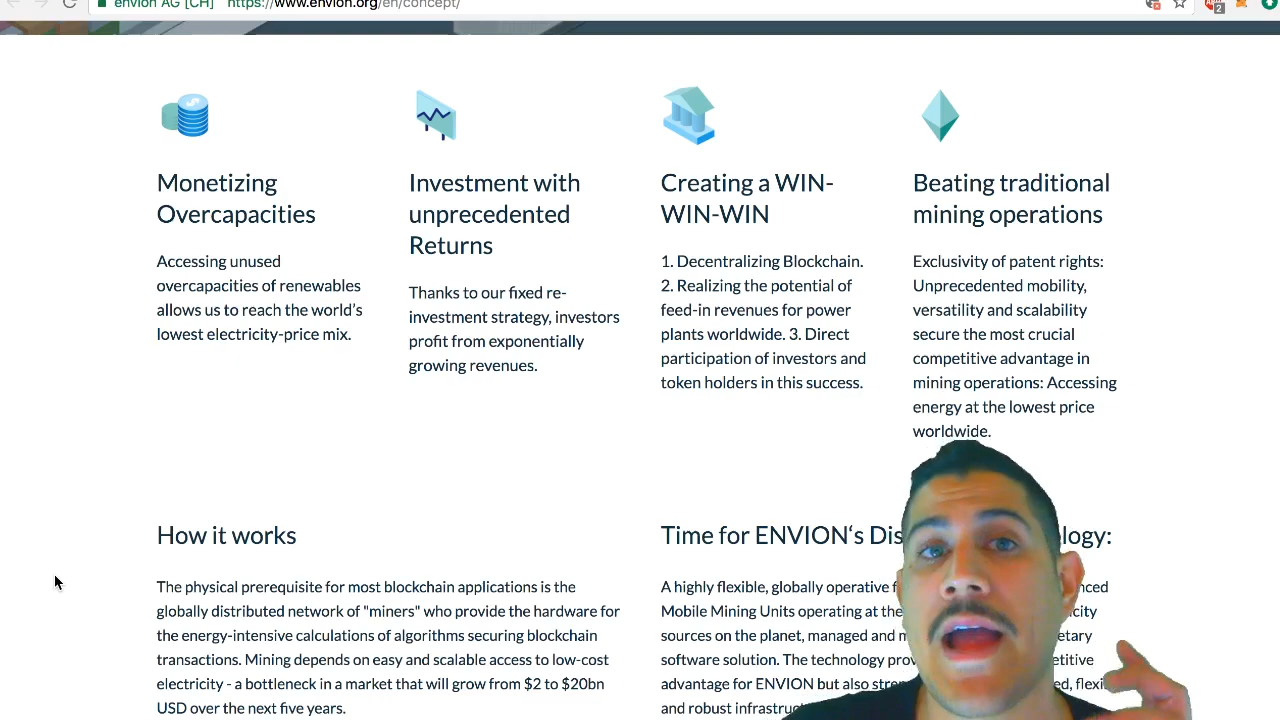 envion AG [CH] https://www.envion.org/en/concept/
2
Monetizing
Overcapacities
Accessing unused
overcapacities of renewables
allows us to reach the world's
lowest electricity-price mix.
Investment with
unprecedented
Returns
Thanks to our fixed re-
investment strategy, investors
profit from exponentially
growing revenues.
Creating a WIN-
WIN-WIN
1. Decentralizing Blockchain.
2. Realizing the potential of
feed-in revenues for power
plants worldwide. 3. Direct
participation of investors and
token holders in this success.
Beating traditional
mining operations
Exclusivity of patent rights:
Unprecedented mobility,
versatility and scalability
secure the most crucial
competitive advantage in
mining operations: Accessing
energy at the lowest price
worldwide.
How it works
The physical prerequisite for most blockchain applications is the
globally distributed network of "miners" who provide the hardware for
the energy-intensive calculations of algorithms securing blockchain
transactions. Mining depends on easy and scalable access to low-cost
electricity - a bottleneck in a market that will grow from $2 to $20bn
USD over the next five years.
Time for ENVION‘s
A highly flexible, globally operative
Mobile Mining Units operating at the
sources on the planet, managed and
software solution. The technology
advantage for ENVION but also
and robust